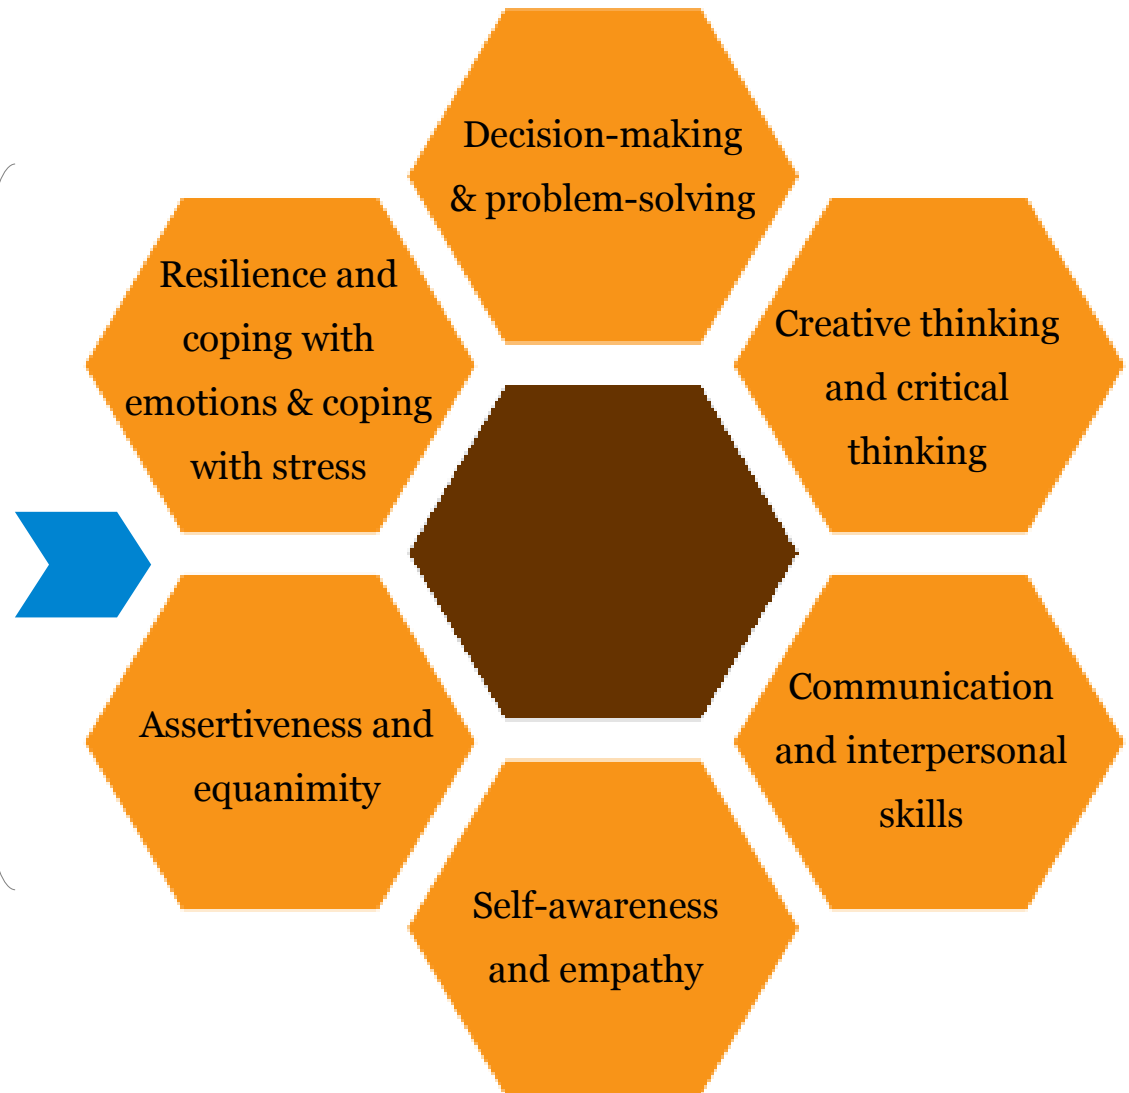 Decision-making
& problem-solving
Resilience and
coping with
emotions & coping
with stress
Creative thinking
and critical
thinking
Assertiveness and
equanimity
Communication
and interpersonal
skills
Self-awareness
and empathy